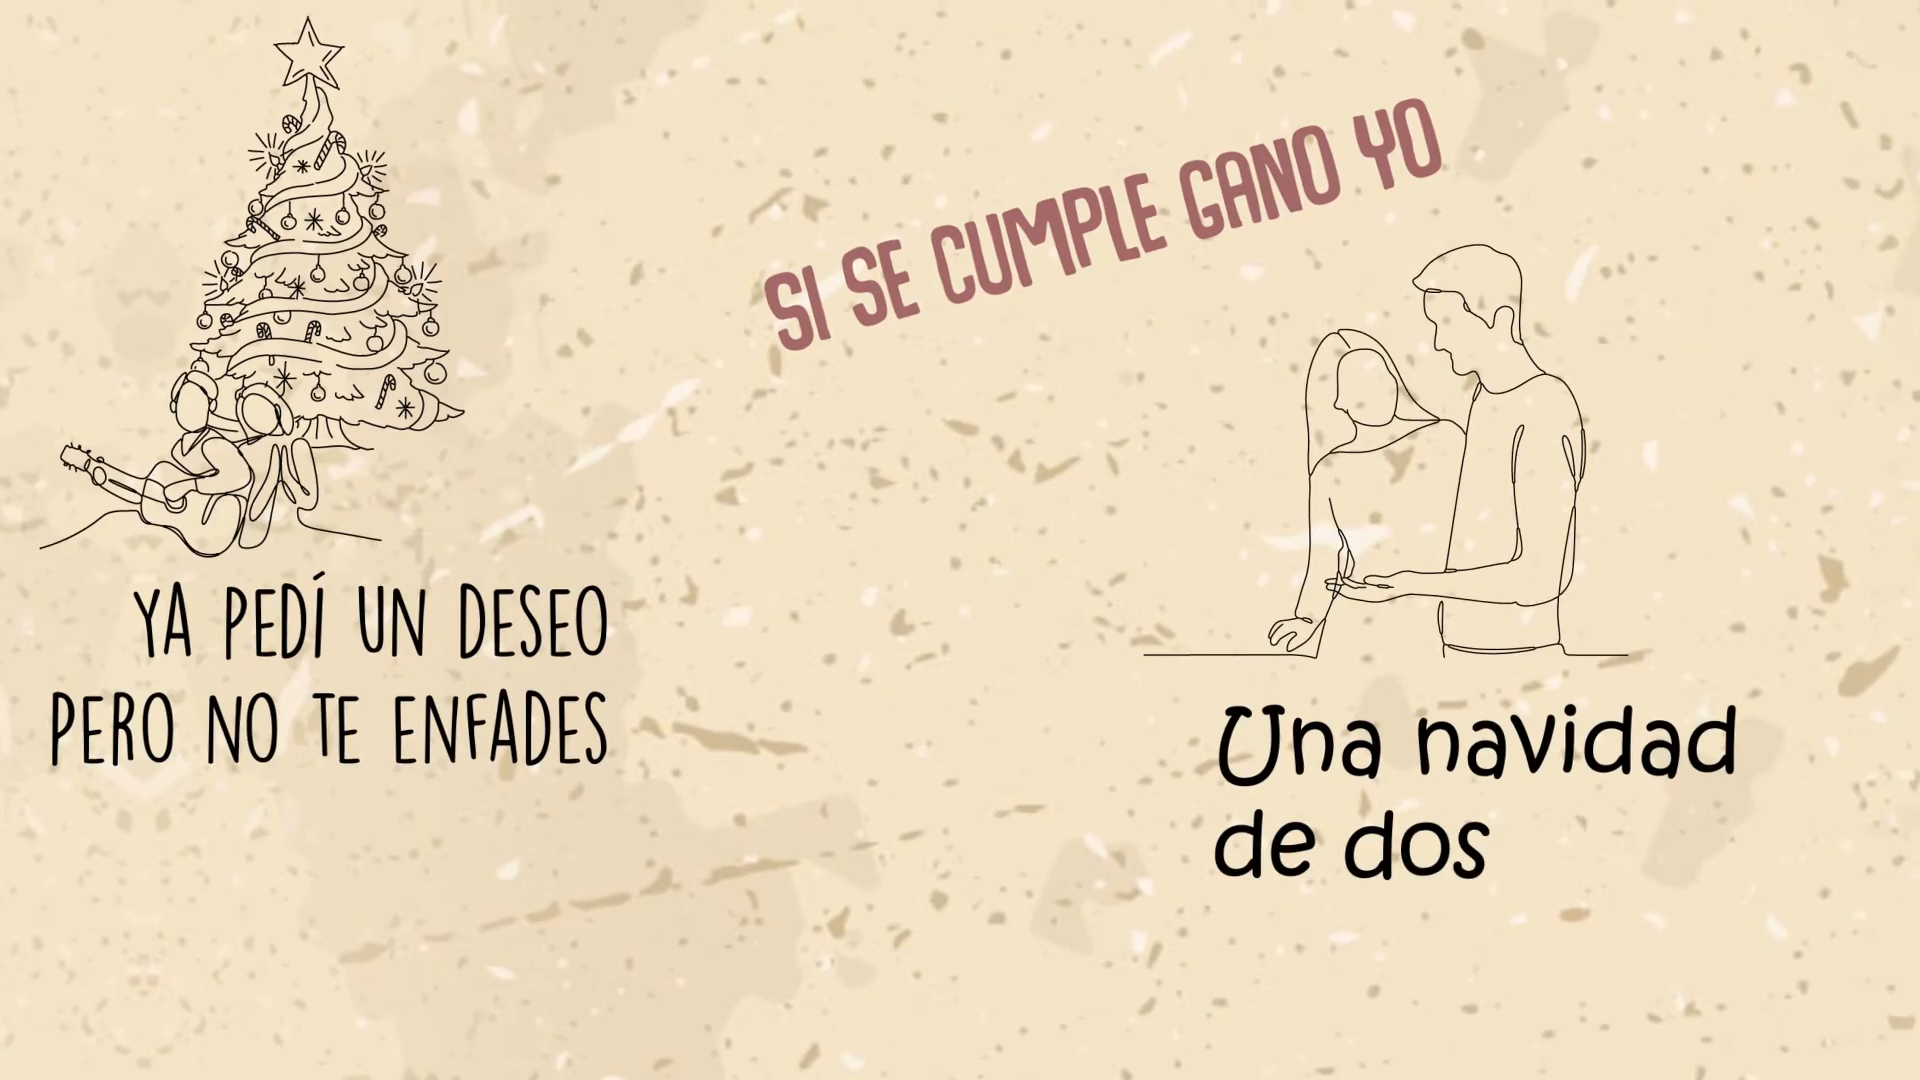 YA PEDÍ UN DESEO
PERO NO TE ENFADES
SI SE CUMPLE GANO YO
Una navidad
de dos